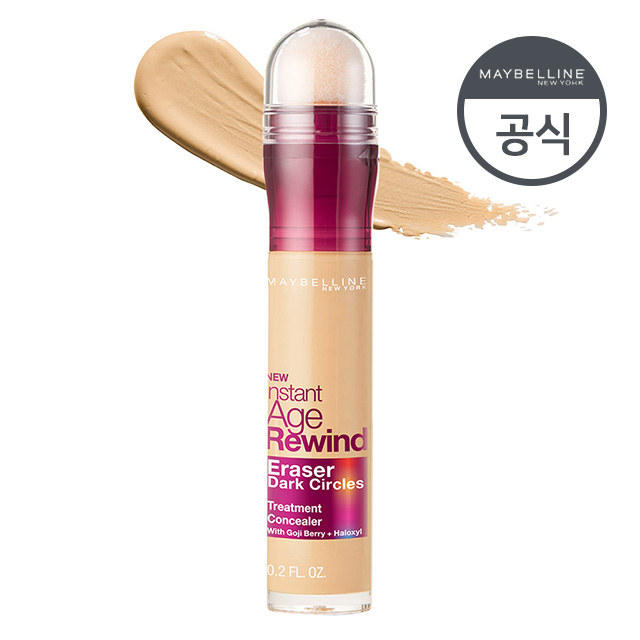 MAYBELLINE
NEW YORK
공식
MAYBELLINE
NEW YORK
NEW
Instant
Age
Rewind
Eraser
Dark Circles
Treatment
Concealer
With Goji Berry + Haloxyl
0.2 FL. OZ.